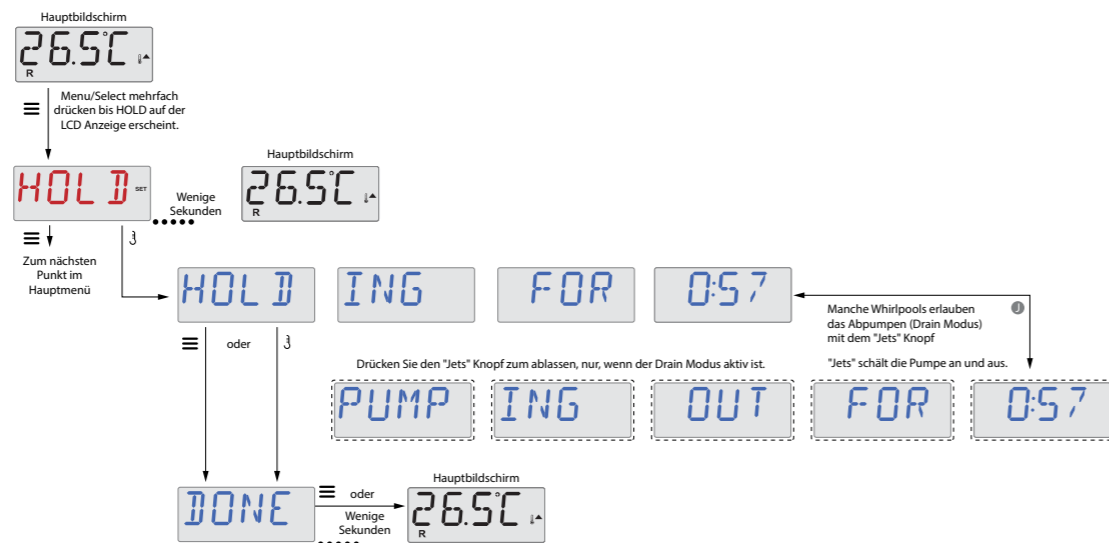 Hauptbildschirm
26.5°C
R
Menu/Select mehrfach
drücken bis HOLD auf der
LCD Anzeige erscheint.
HOLD SET
Wenige
Sekunden
Hauptbildschirm
26.5°C
R
Zum nächsten
Punkt im
Hauptmenü
HOLD ING FOR 0:57
oder
Manche Whirlpools erlauben
das Abpumpen (Drain Modus)
mit dem "Jets" Knopf
J
"Jets" schält die Pumpe an und aus.
Drücken Sie den "Jets" Knopf zum ablassen, nur, wenn der Drain Modus aktiv ist.
PUMP ING OUT FOR 0:57
DONE
oder
Wenige
Sekunden
Hauptbildschirm
26.5°C
R